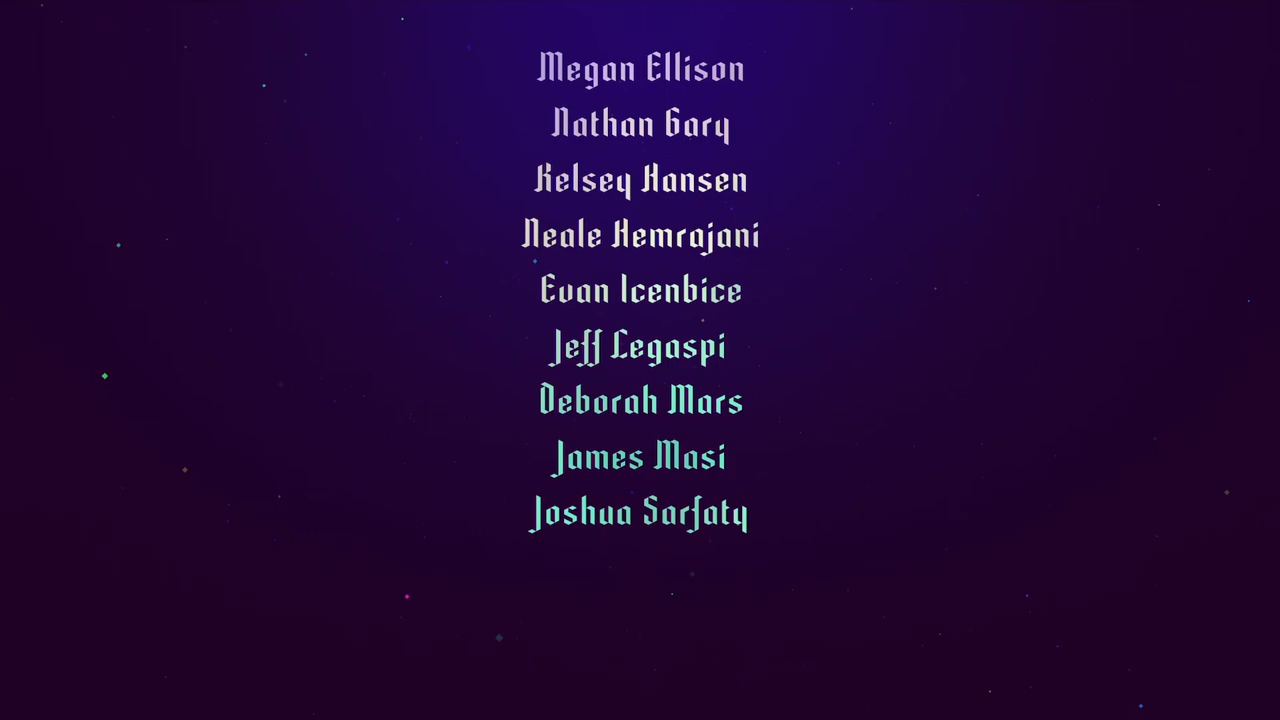 Megan Ellison
Nathan Gary
Kelsey Hansen
Neale Hemrajani
Evan Icenbice
Jeff Legaspi
Deborah Mars
James Masi
Joshua Sarfaty